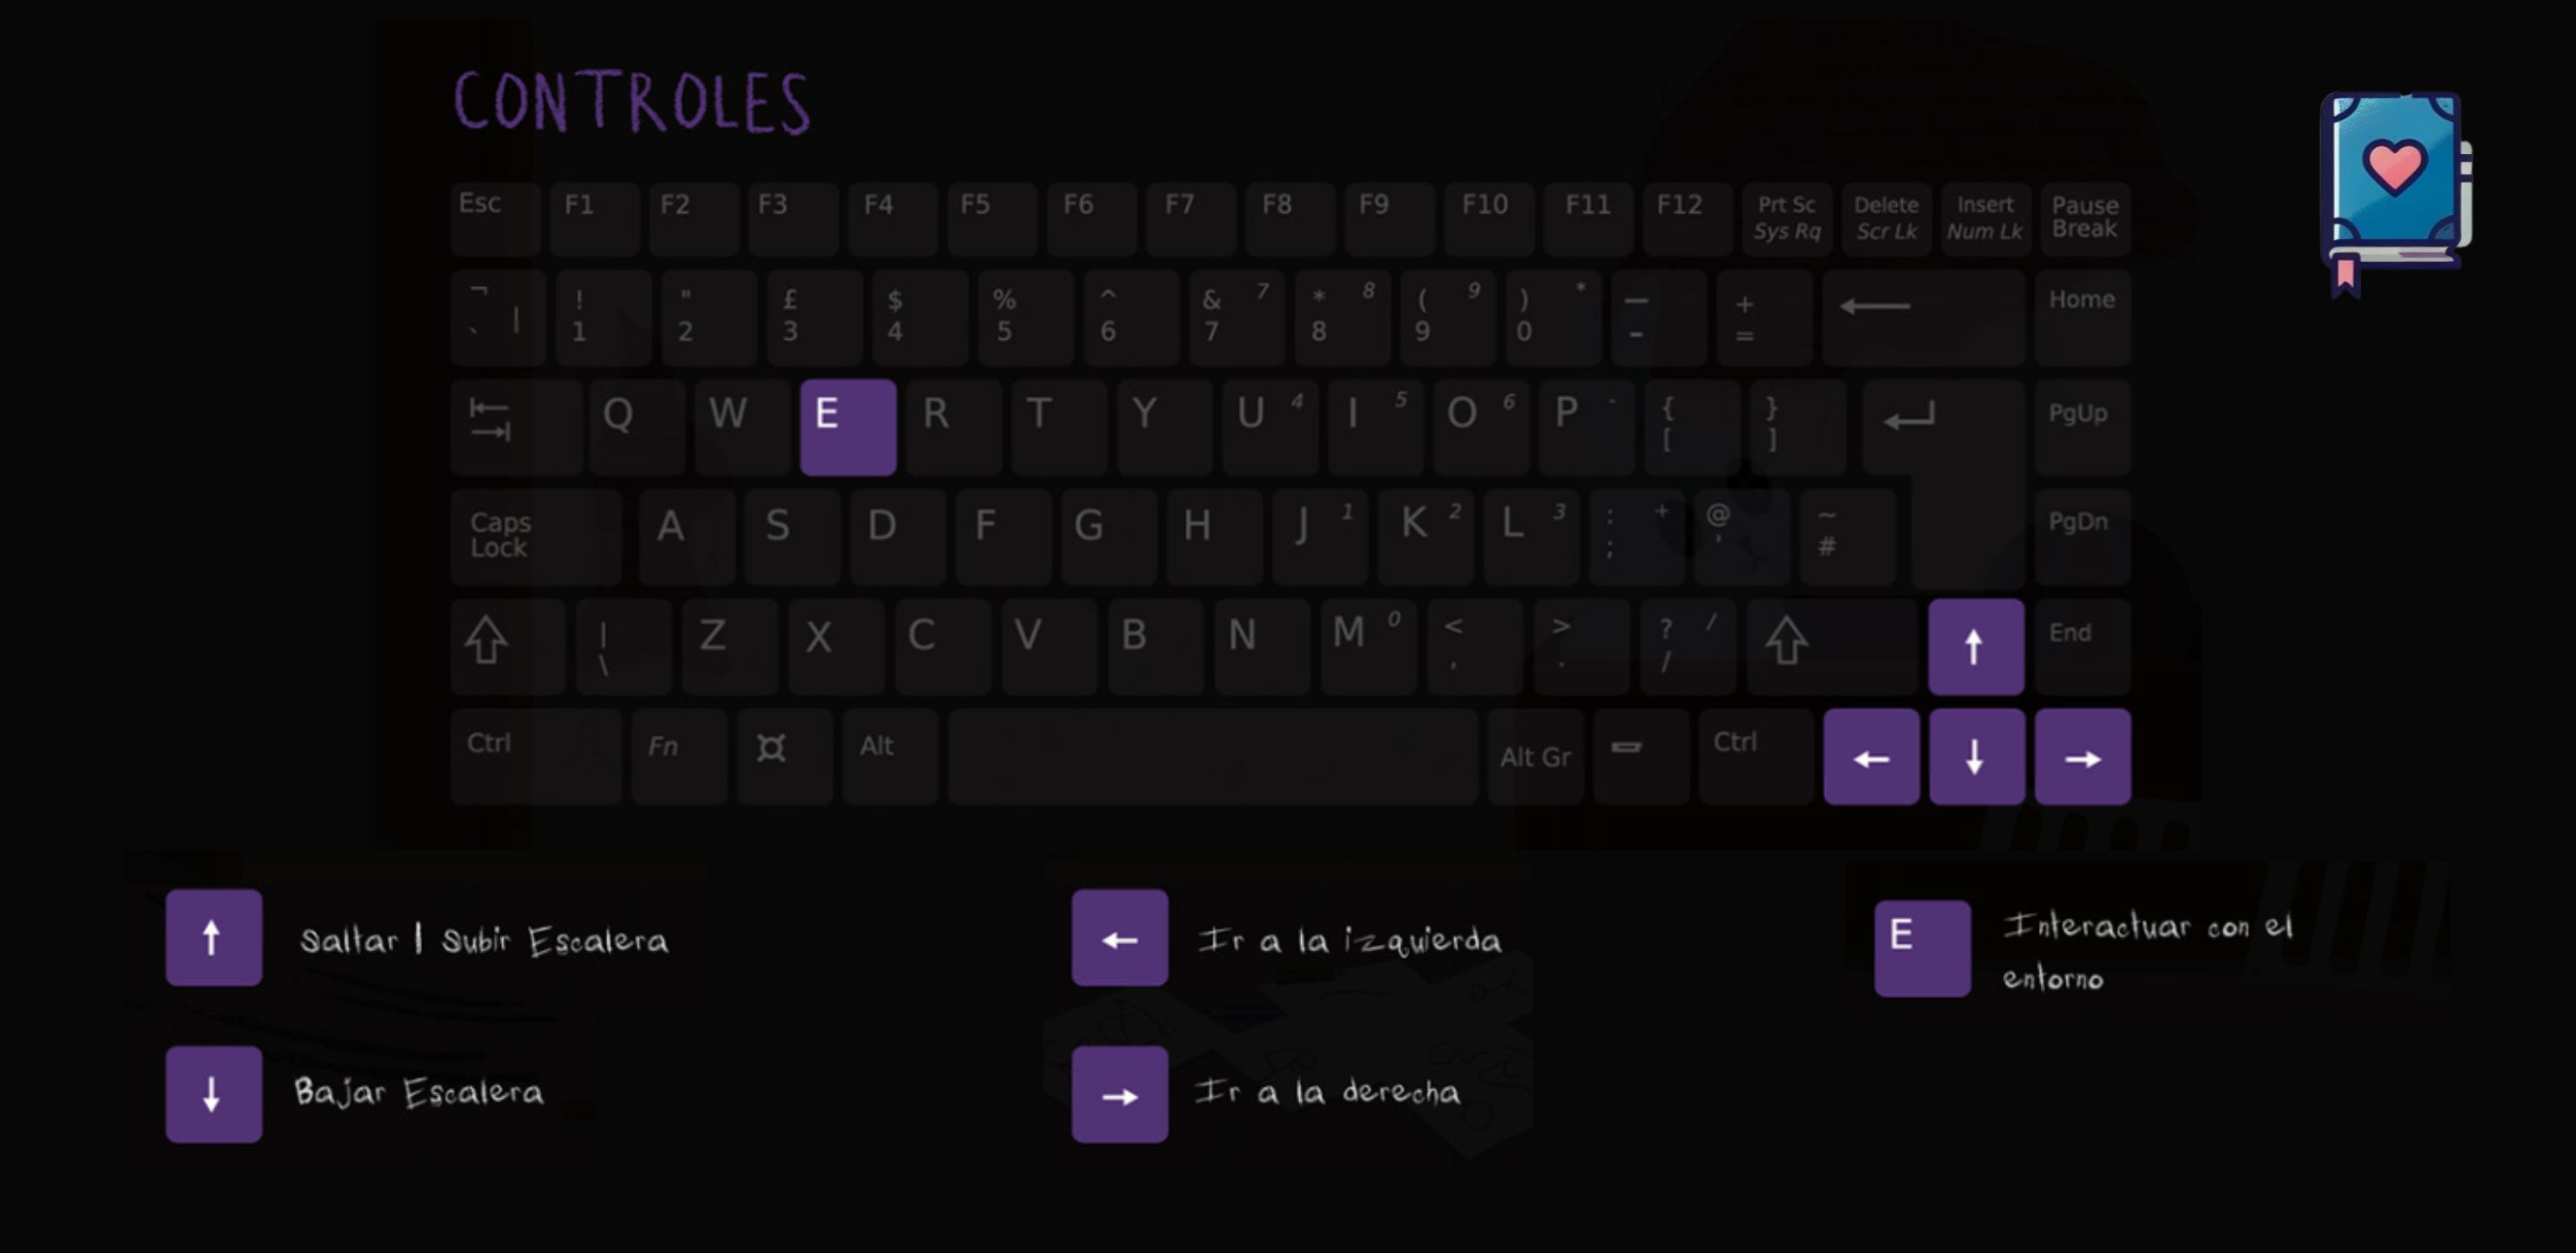 CONTROLES
Esc F1 F2 F3 F4 F5 F6 F7 F8 F9 F10 F11 F12 Prt Sc Delete Insert Pause
Sys Rq Scr Lk Num Lk Break
¬ ! " £ $ % ^ & 7 * 8 ( 9 ) * — + ← Home
` | 1 2 3 4 5 6 7 8 9 0 - =
Q W E R T Y U 4 I 5 O 6 P - { } PgUp
[ ]
Caps A S D F G H J 1 K 2 L 3 : + @ ~ PgDn
Lock ; ' #
| Z X C V B N M 0 < > ? / ↑ End
\ , . /
Ctrl Fn Alt Alt Gr Ctrl ← ↓ →
↑ Saltar | Subir Escalera
← Ir a la izquierda
E Interactuar con el
entorno
↓ Bajar Escalera
→ Ir a la derecha